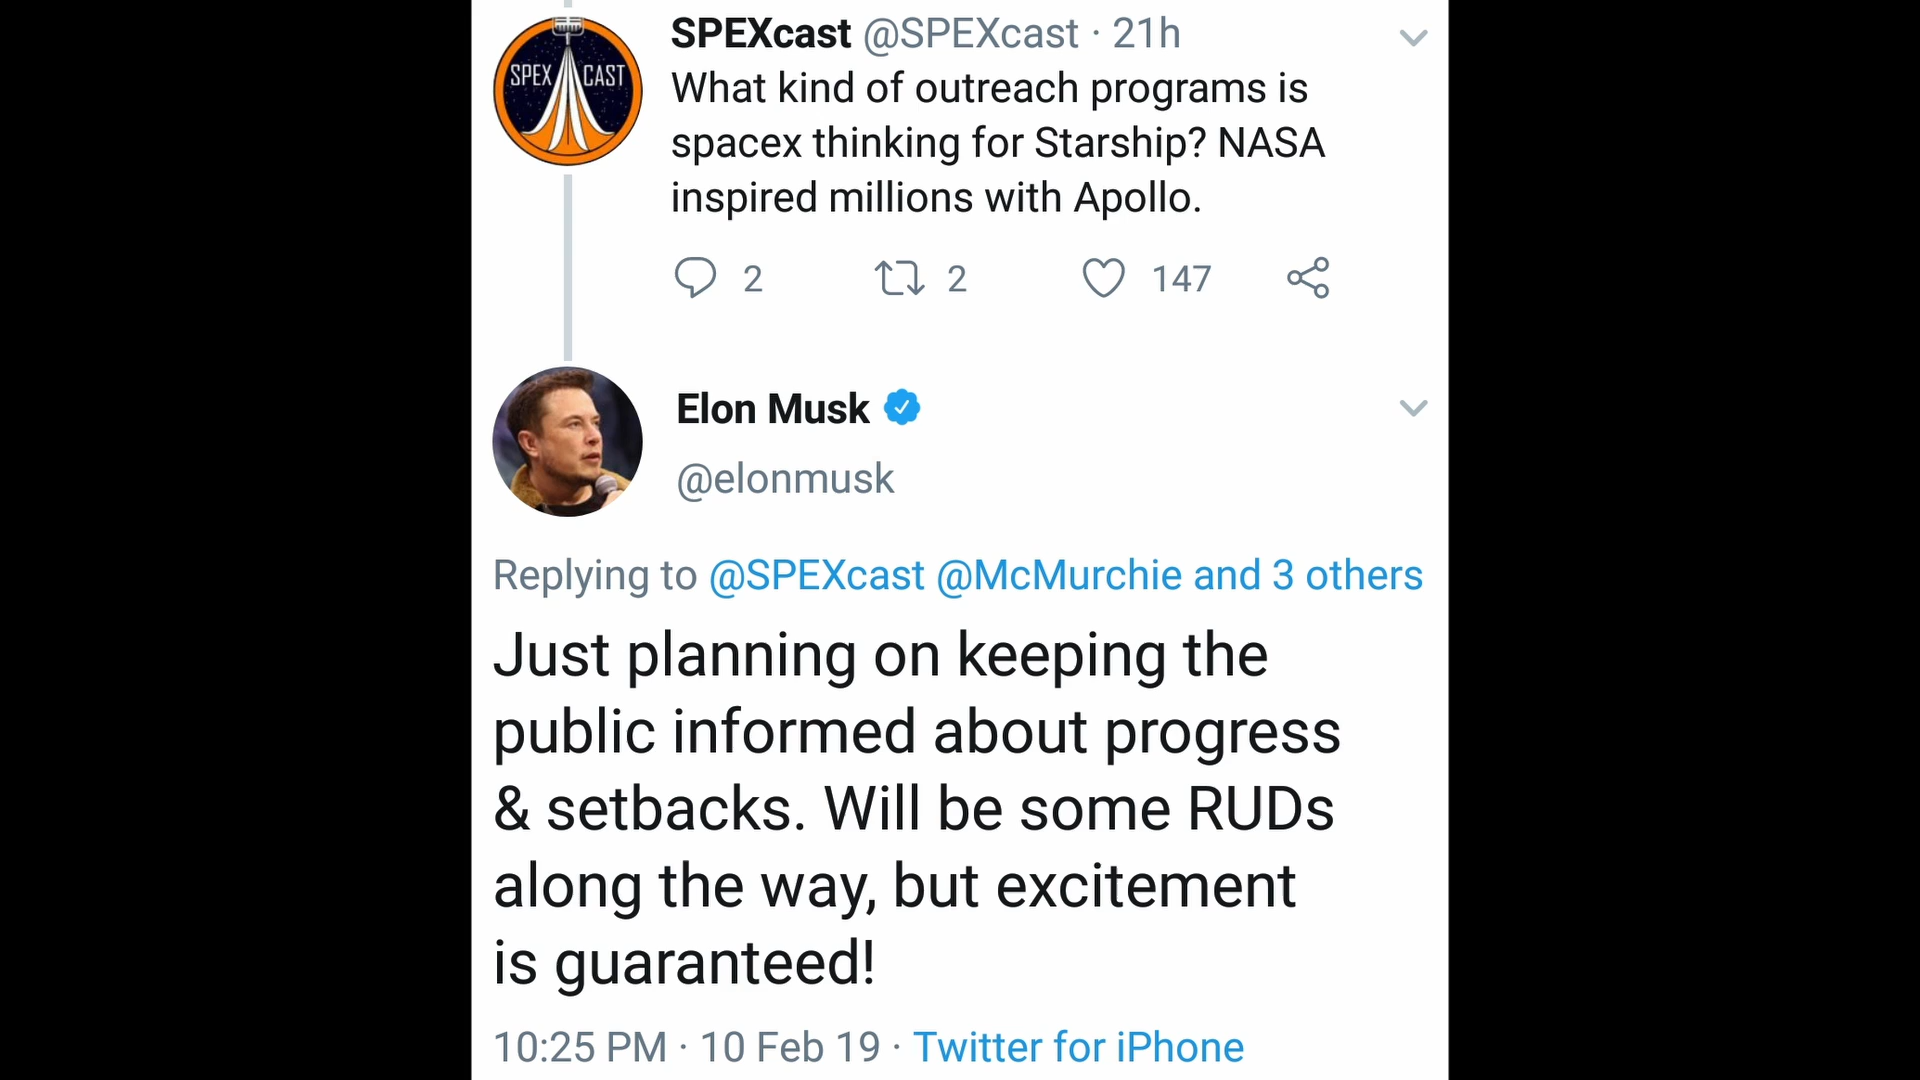 SPEX CAST
SPEXcast @SPEXcast · 21h
What kind of outreach programs is
spacex thinking for Starship? NASA
inspired millions with Apollo.
2 2 147
Elon Musk
@elonmusk
Replying to @SPEXcast @McMurchie and 3 others
Just planning on keeping the
public informed about progress
& setbacks. Will be some RUDs
along the way, but excitement
is guaranteed!
10:25 PM · 10 Feb 19 · Twitter for iPhone